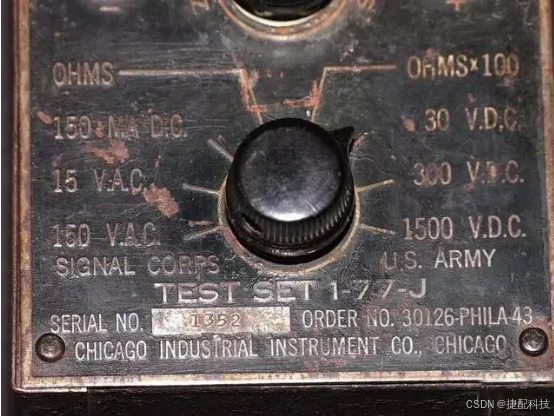 OHMS OHMS×100
150 MA D.C. 30 V.D.C.
15 V.A.C. 300 V.D.C.
150 V.A.C. 1500 V.D.C.
SIGNAL CORPS U.S. ARMY
TEST SET 1-77-J
SERIAL NO. 1352 ORDER NO. 30126-PHILA-43
CHICAGO INDUSTRIAL INSTRUMENT CO., CHICAGO
CSDN @捷配科技